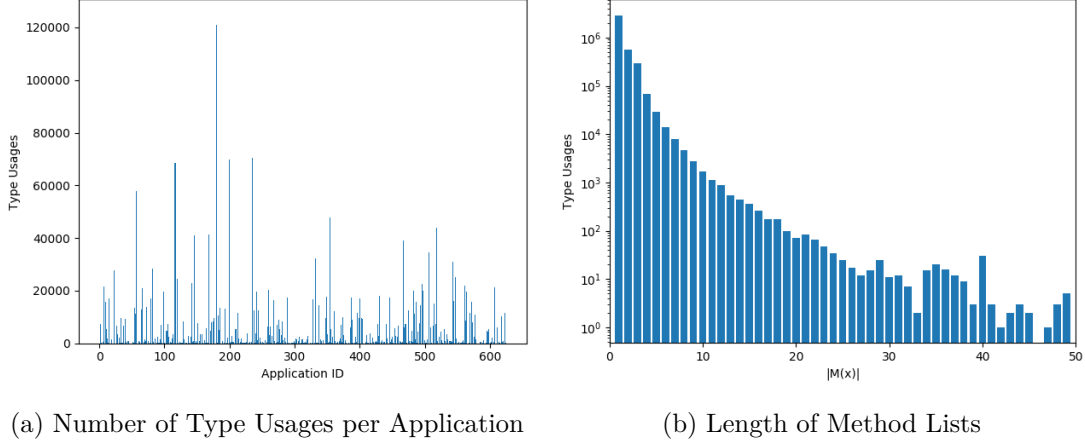 120000
100000
80000
60000
40000
20000
0
Type Usages
0 100 200 300 400 500 600
Application ID
(a) Number of Type Usages per Application
10^6
10^5
10^4
10^3
10^2
10^1
10^0
Type Usages
0 10 20 30 40 50
|M(x)|
(b) Length of Method Lists